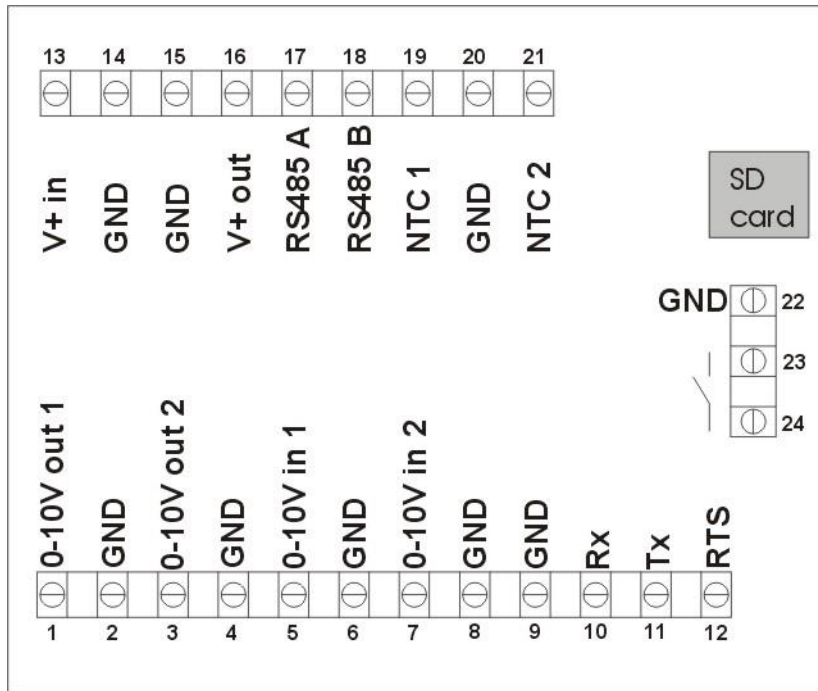 13 14 15 16 17 18 19 20 21
V+ in
GND
GND
V+ out
RS485 A
RS485 B
NTC 1
GND
NTC 2
SD
card
GND 22
23
24
0-10V out 1
GND
0-10V out 2
GND
0-10V in 1
GND
0-10V in 2
GND
GND
Rx
Tx
RTS
1 2 3 4 5 6 7 8 9 10 11 12